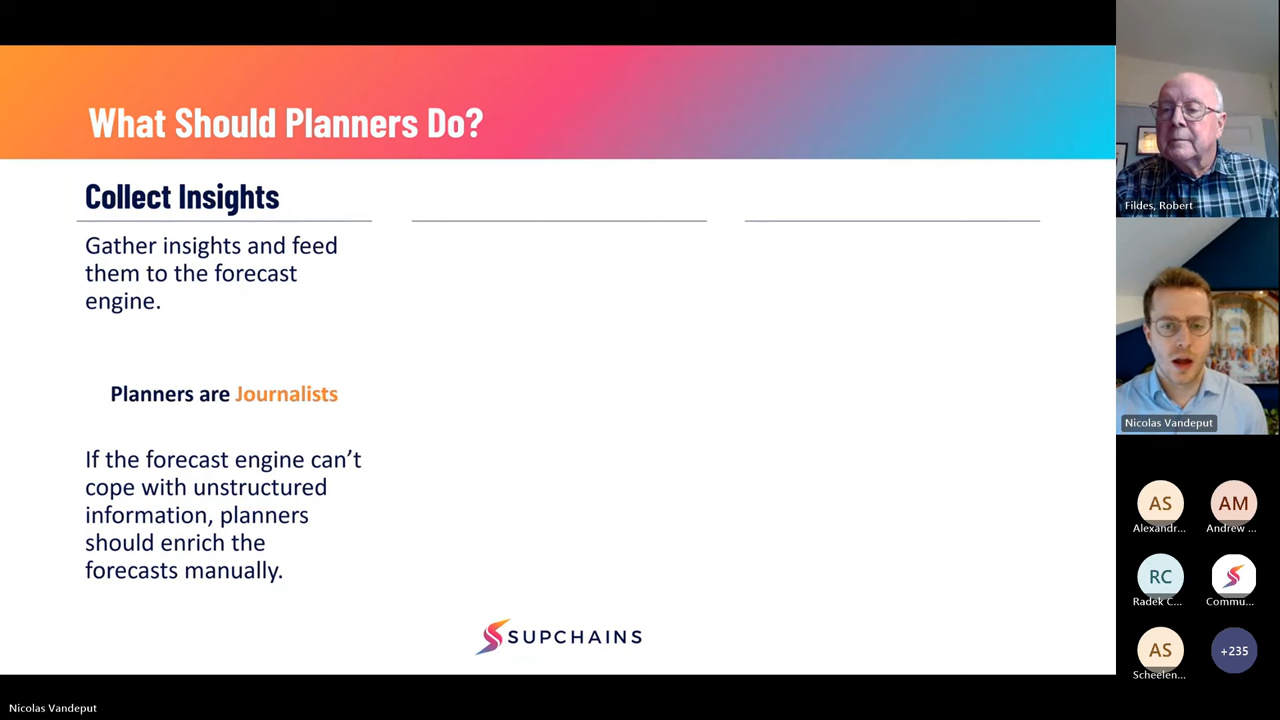 What Should Planners Do?
Collect Insights
Gather insights and feed
them to the forecast
engine.
Planners are Journalists
If the forecast engine can't
cope with unstructured
information, planners
should enrich the
forecasts manually.
SUPCHAINS
Fildes, Robert
Nicolas Vandeput
AS
AM
Alexandr...
Andrew ...
RC
Radek C...
Commu...
AS
+235
Scheelen...
Nicolas Vandeput